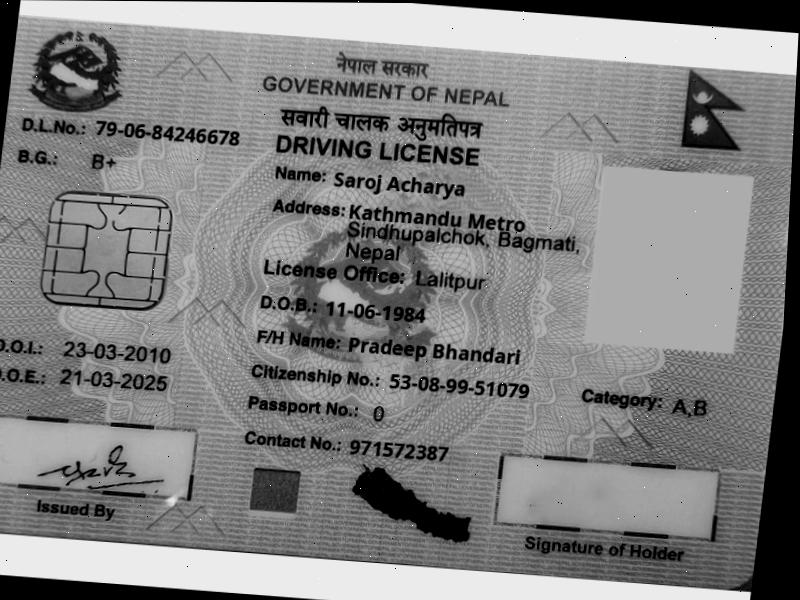 नेपाल सरकार
GOVERNMENT OF NEPAL
सवारी चालक अनुमतिपत्र
DRIVING LICENSE
D.L.No.: 79-06-84246678
B.G.: B+
Name: Saroj Acharya
Address: Kathmandu Metro
Sindhupalchok, Bagmati,
Nepal
License Office: Lalitpur
D.O.B.: 11-06-1984
F/H Name: Pradeep Bhandari
D.O.I.: 23-03-2010
D.O.E.: 21-03-2025
Citizenship No.: 53-08-99-51079
Category: A,B
Passport No.: 0
Contact No.: 971572387
Issued By
Signature of Holder